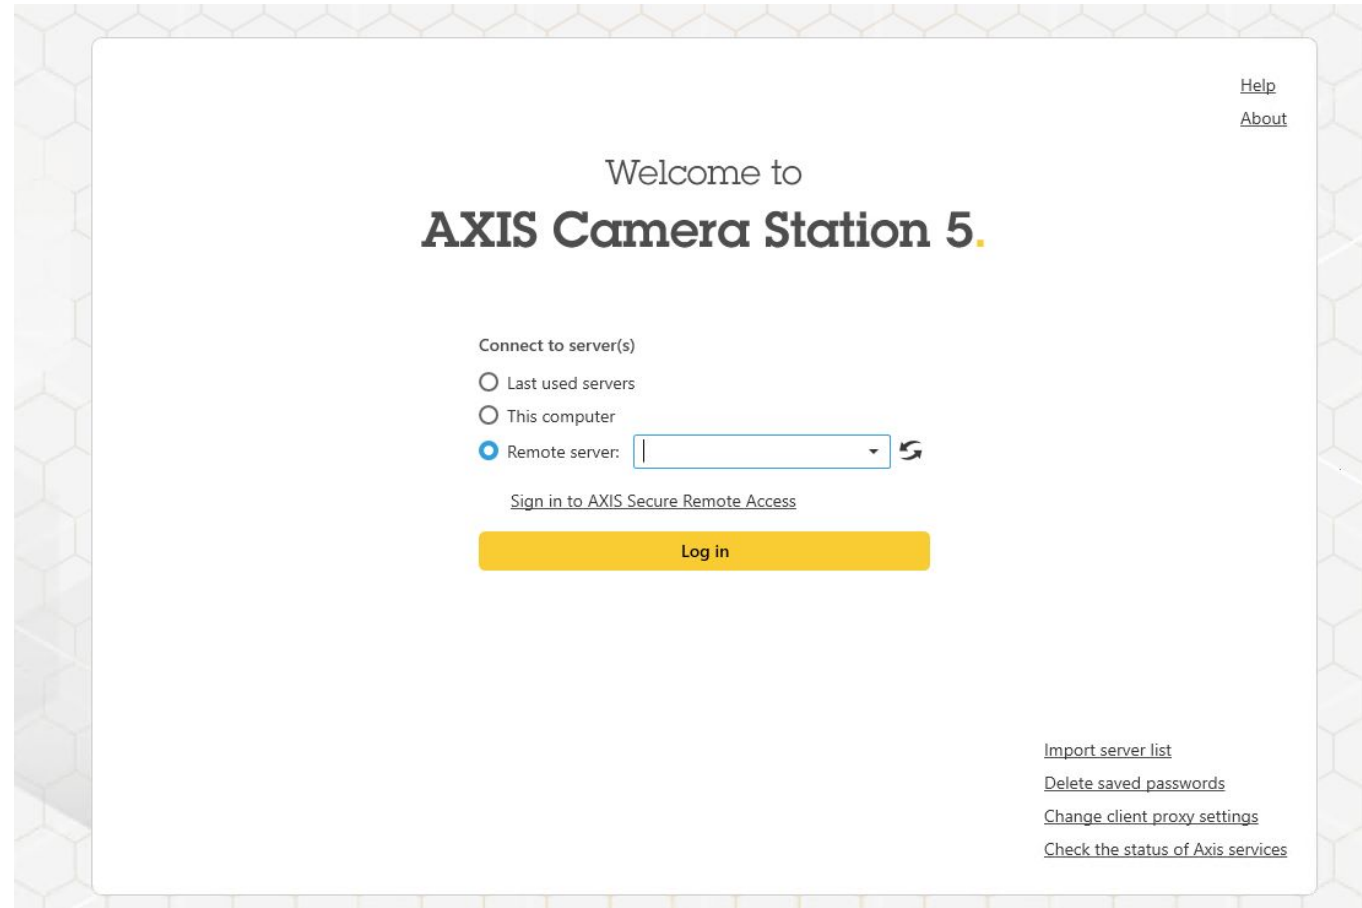 Help
About
Welcome to
AXIS Camera Station 5.
Connect to server(s)
Last used servers
This computer
Remote server:
Sign in to AXIS Secure Remote Access
Log in
Import server list
Delete saved passwords
Change client proxy settings
Check the status of Axis services